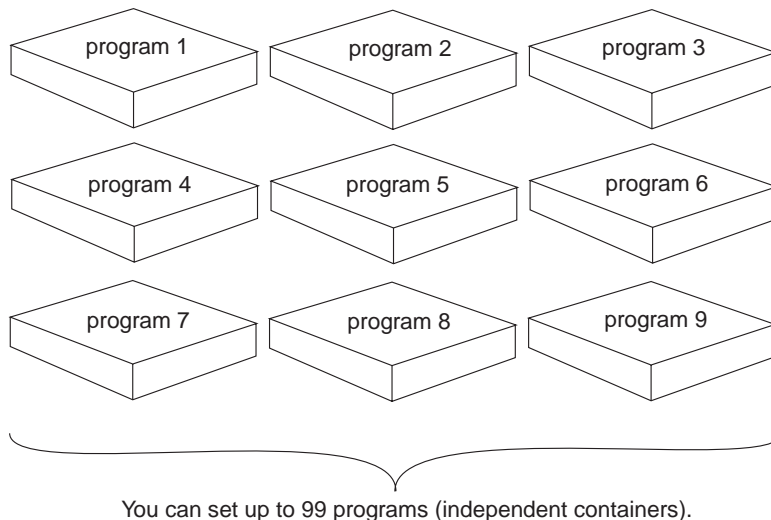 program 1
program 2
program 3
program 4
program 5
program 6
program 7
program 8
program 9
You can set up to 99 programs (independent containers).